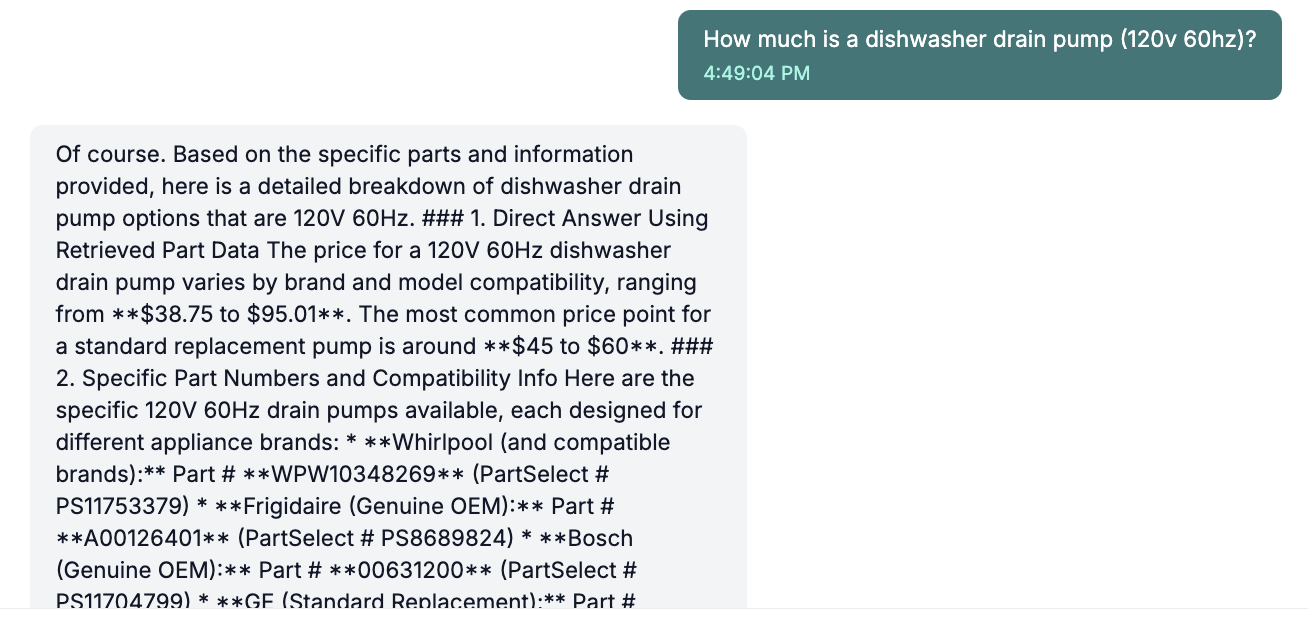 How much is a dishwasher drain pump (120v 60hz)?
4:49:04 PM
Of course. Based on the specific parts and information
provided, here is a detailed breakdown of dishwasher drain
pump options that are 120V 60Hz. ### 1. Direct Answer Using
Retrieved Part Data The price for a 120V 60Hz dishwasher
drain pump varies by brand and model compatibility, ranging
from **$38.75 to $95.01**. The most common price point for
a standard replacement pump is around **$45 to $60**. ###
2. Specific Part Numbers and Compatibility Info Here are the
specific 120V 60Hz drain pumps available, each designed for
different appliance brands: * **Whirlpool (and compatible
brands):** Part # **WPW10348269** (PartSelect #
PS11753379) * **Frigidaire (Genuine OEM):** Part #
**A00126401** (PartSelect # PS8689824) * **Bosch
(Genuine OEM):** Part # **00631200** (PartSelect #
PS11704799) * **GE (Standard Replacement):** Part #